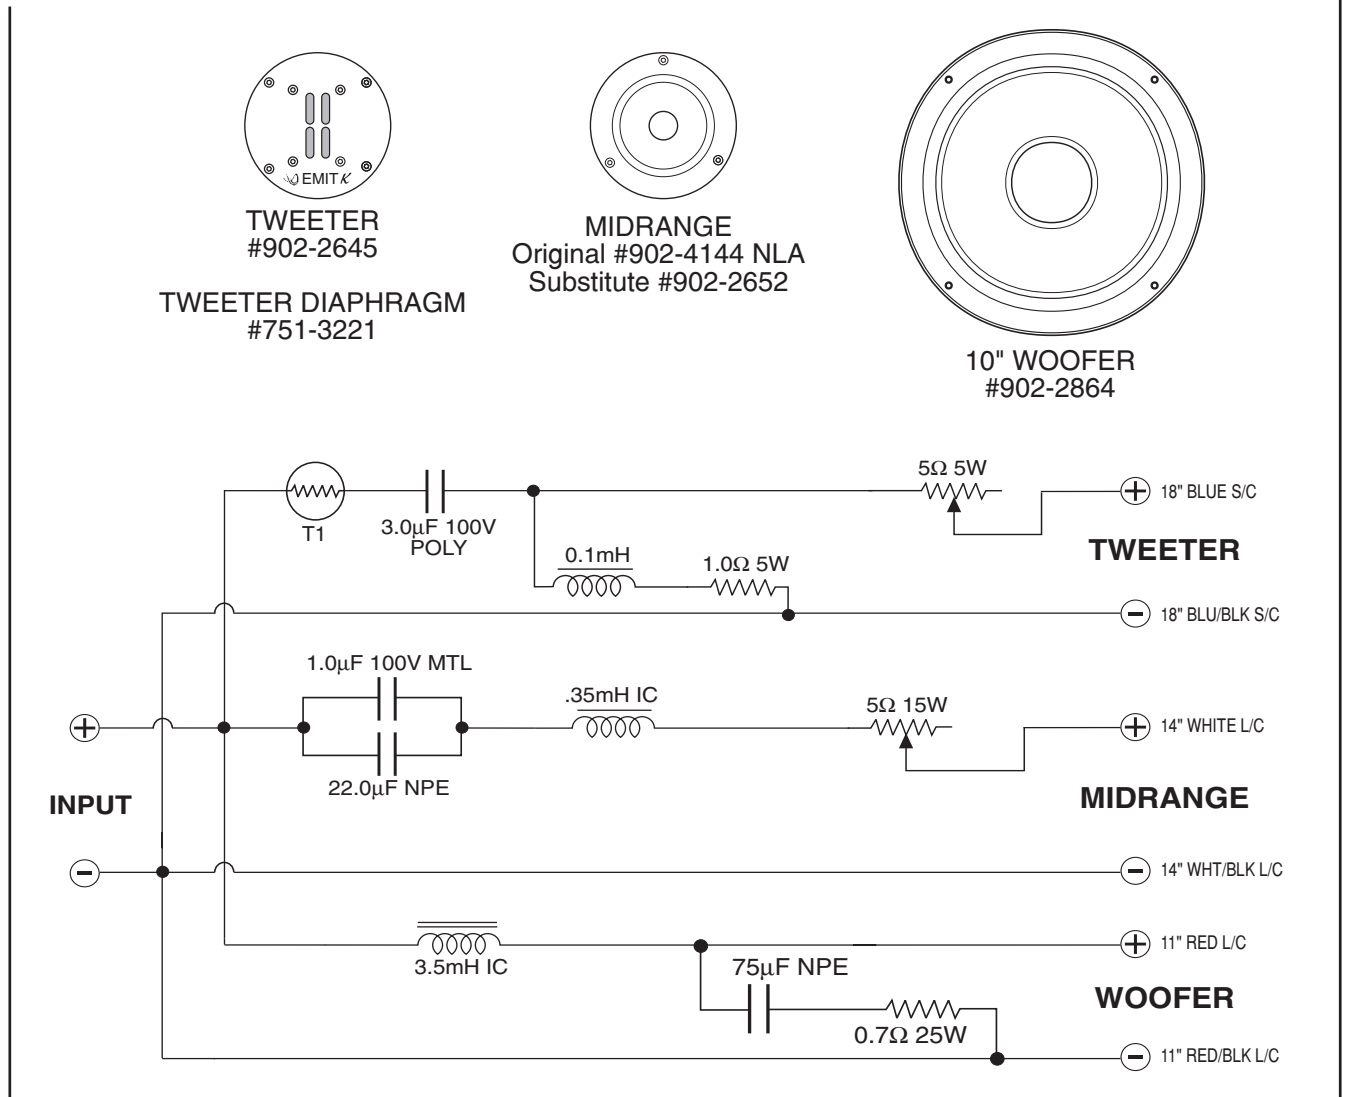 EMIT K
TWEETER
#902-2645
TWEETER DIAPHRAGM
#751-3221
MIDRANGE
Original #902-4144 NLA
Substitute #902-2652
10" WOOFER
#902-2864
T1
3.0µF 100V
POLY
5Ω 5W
+
18" BLUE S/C
0.1mH
1.0Ω 5W
TWEETER
−
18" BLU/BLK S/C
1.0µF 100V MTL
.35mH IC
5Ω 15W
+
+
14" WHITE L/C
22.0µF NPE
INPUT
MIDRANGE
−
−
14" WHT/BLK L/C
3.5mH IC
+
11" RED L/C
75µF NPE
WOOFER
0.7Ω 25W
−
11" RED/BLK L/C